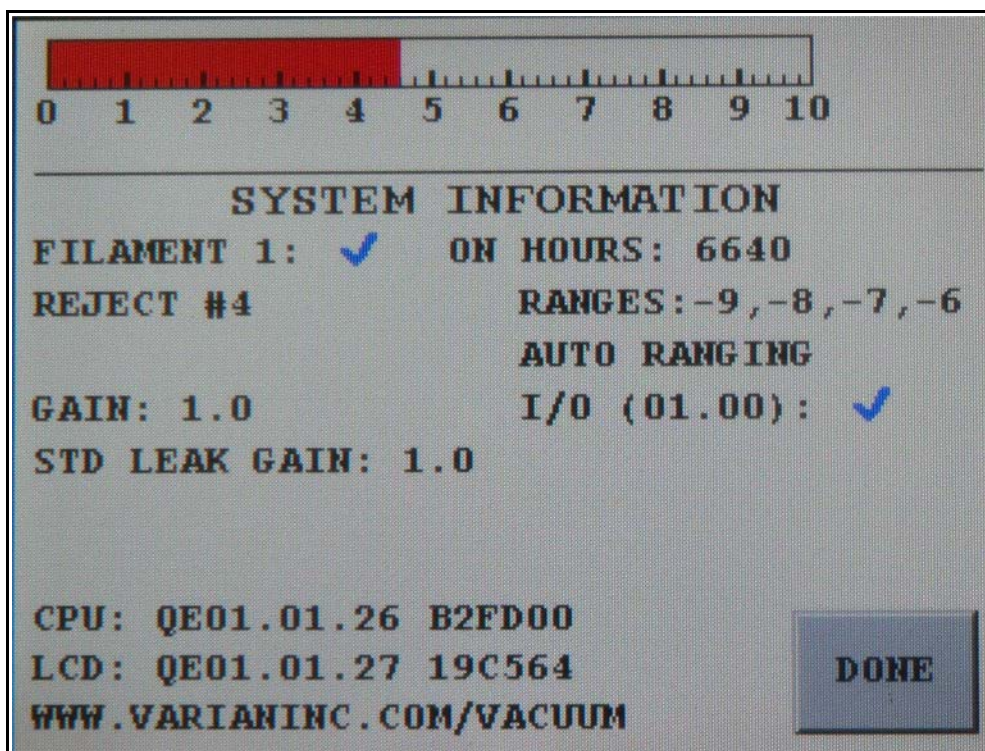 0 1 2 3 4 5 6 7 8 9 10
SYSTEM INFORMATION
FILAMENT 1: ✓ ON HOURS: 6640
REJECT #4 RANGES:-9,-8,-7,-6
AUTO RANGING
GAIN: 1.0 I/O (01.00): ✓
STD LEAK GAIN: 1.0
CPU: QE01.01.26 B2FD00
LCD: QE01.01.27 19C564
DONE
WWW.VARIANINC.COM/VACUUM